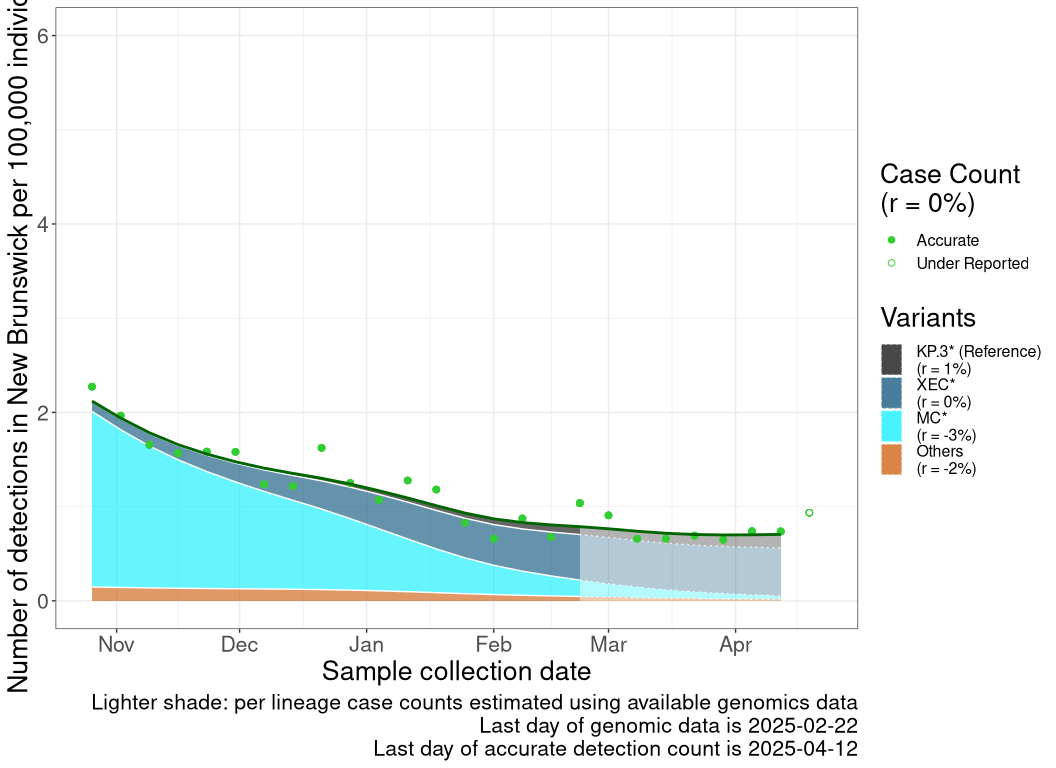 Number of detections in New Brunswick per 100,000
6
4
2
0
Nov Dec Jan Feb Mar Apr
Sample collection date
Lighter shade: per lineage case counts estimated using available genomics data
Last day of genomic data is 2025-02-22
Last day of accurate detection count is 2025-04-12
Case Count
(r = 0%)
Accurate
Under Reported
Variants
KP.3* (Reference)
(r = 1%)
XEC*
(r = 0%)
MC*
(r = -3%)
Others
(r = -2%)